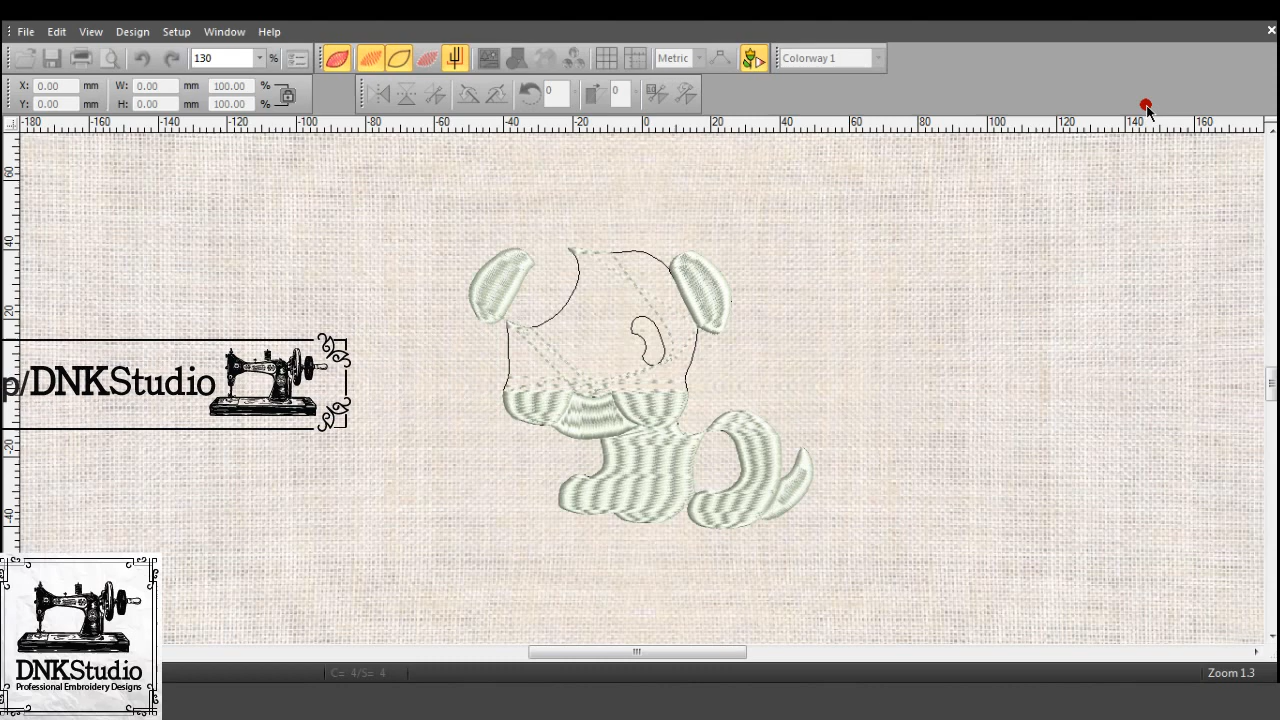 File Edit View Design Setup Window Help
130 % Metric Colorway 1
X: 0.00 mm W: 0.00 mm 100.00 % 0 0
Y: 0.00 mm H: 0.00 mm 100.00 %
-180 -160 -140 -120 -100 -80 -60 -40 -20 0 20 40 60 80 100 120 140 160
60
40
20
-20
-40
p/DNKStudio
DNKStudio
Professional Embroidery Designs
C= 4/S= 4
Zoom 1.3